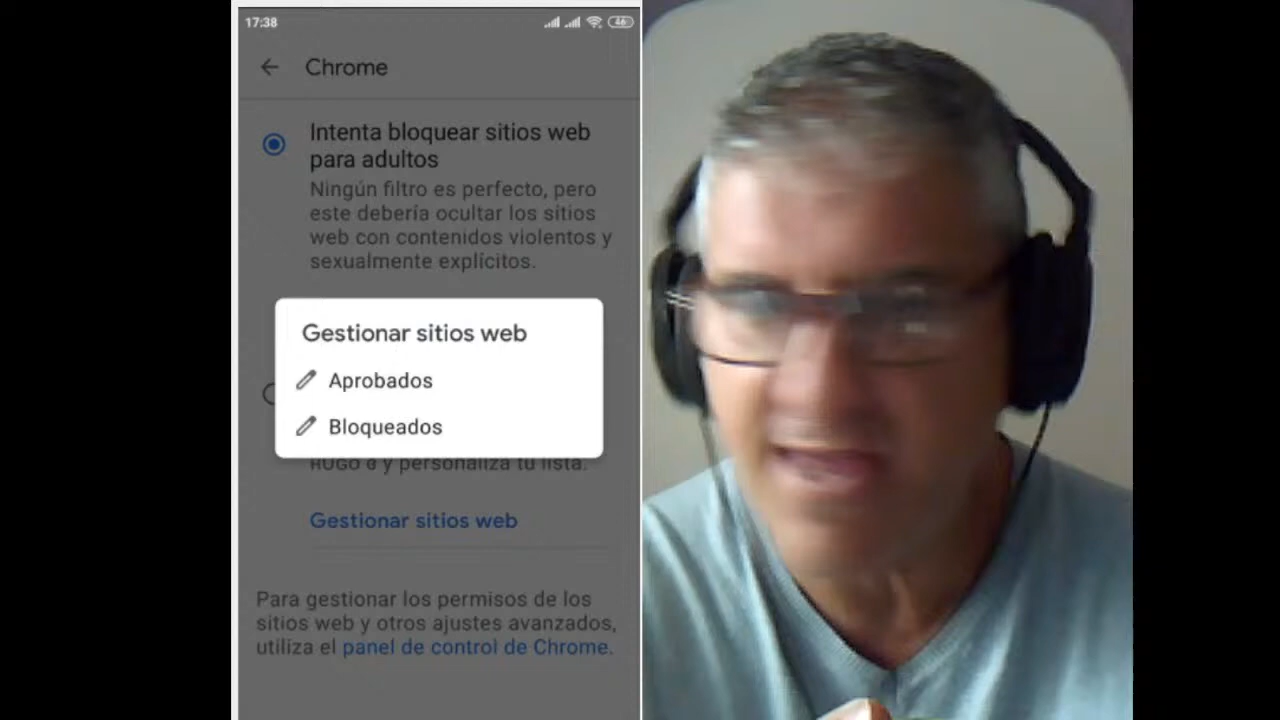 17:38
46
Chrome
Intenta bloquear sitios web
para adultos
Ningún filtro es perfecto, pero
este debería ocultar los sitios
web con contenidos violentos y
sexualmente explícitos.
Gestionar sitios web
Aprobados
Bloqueados
y personaliza tu lista.
Gestionar sitios web
Para gestionar los permisos de los
sitios web y otros ajustes avanzados,
utiliza el panel de control de Chrome.